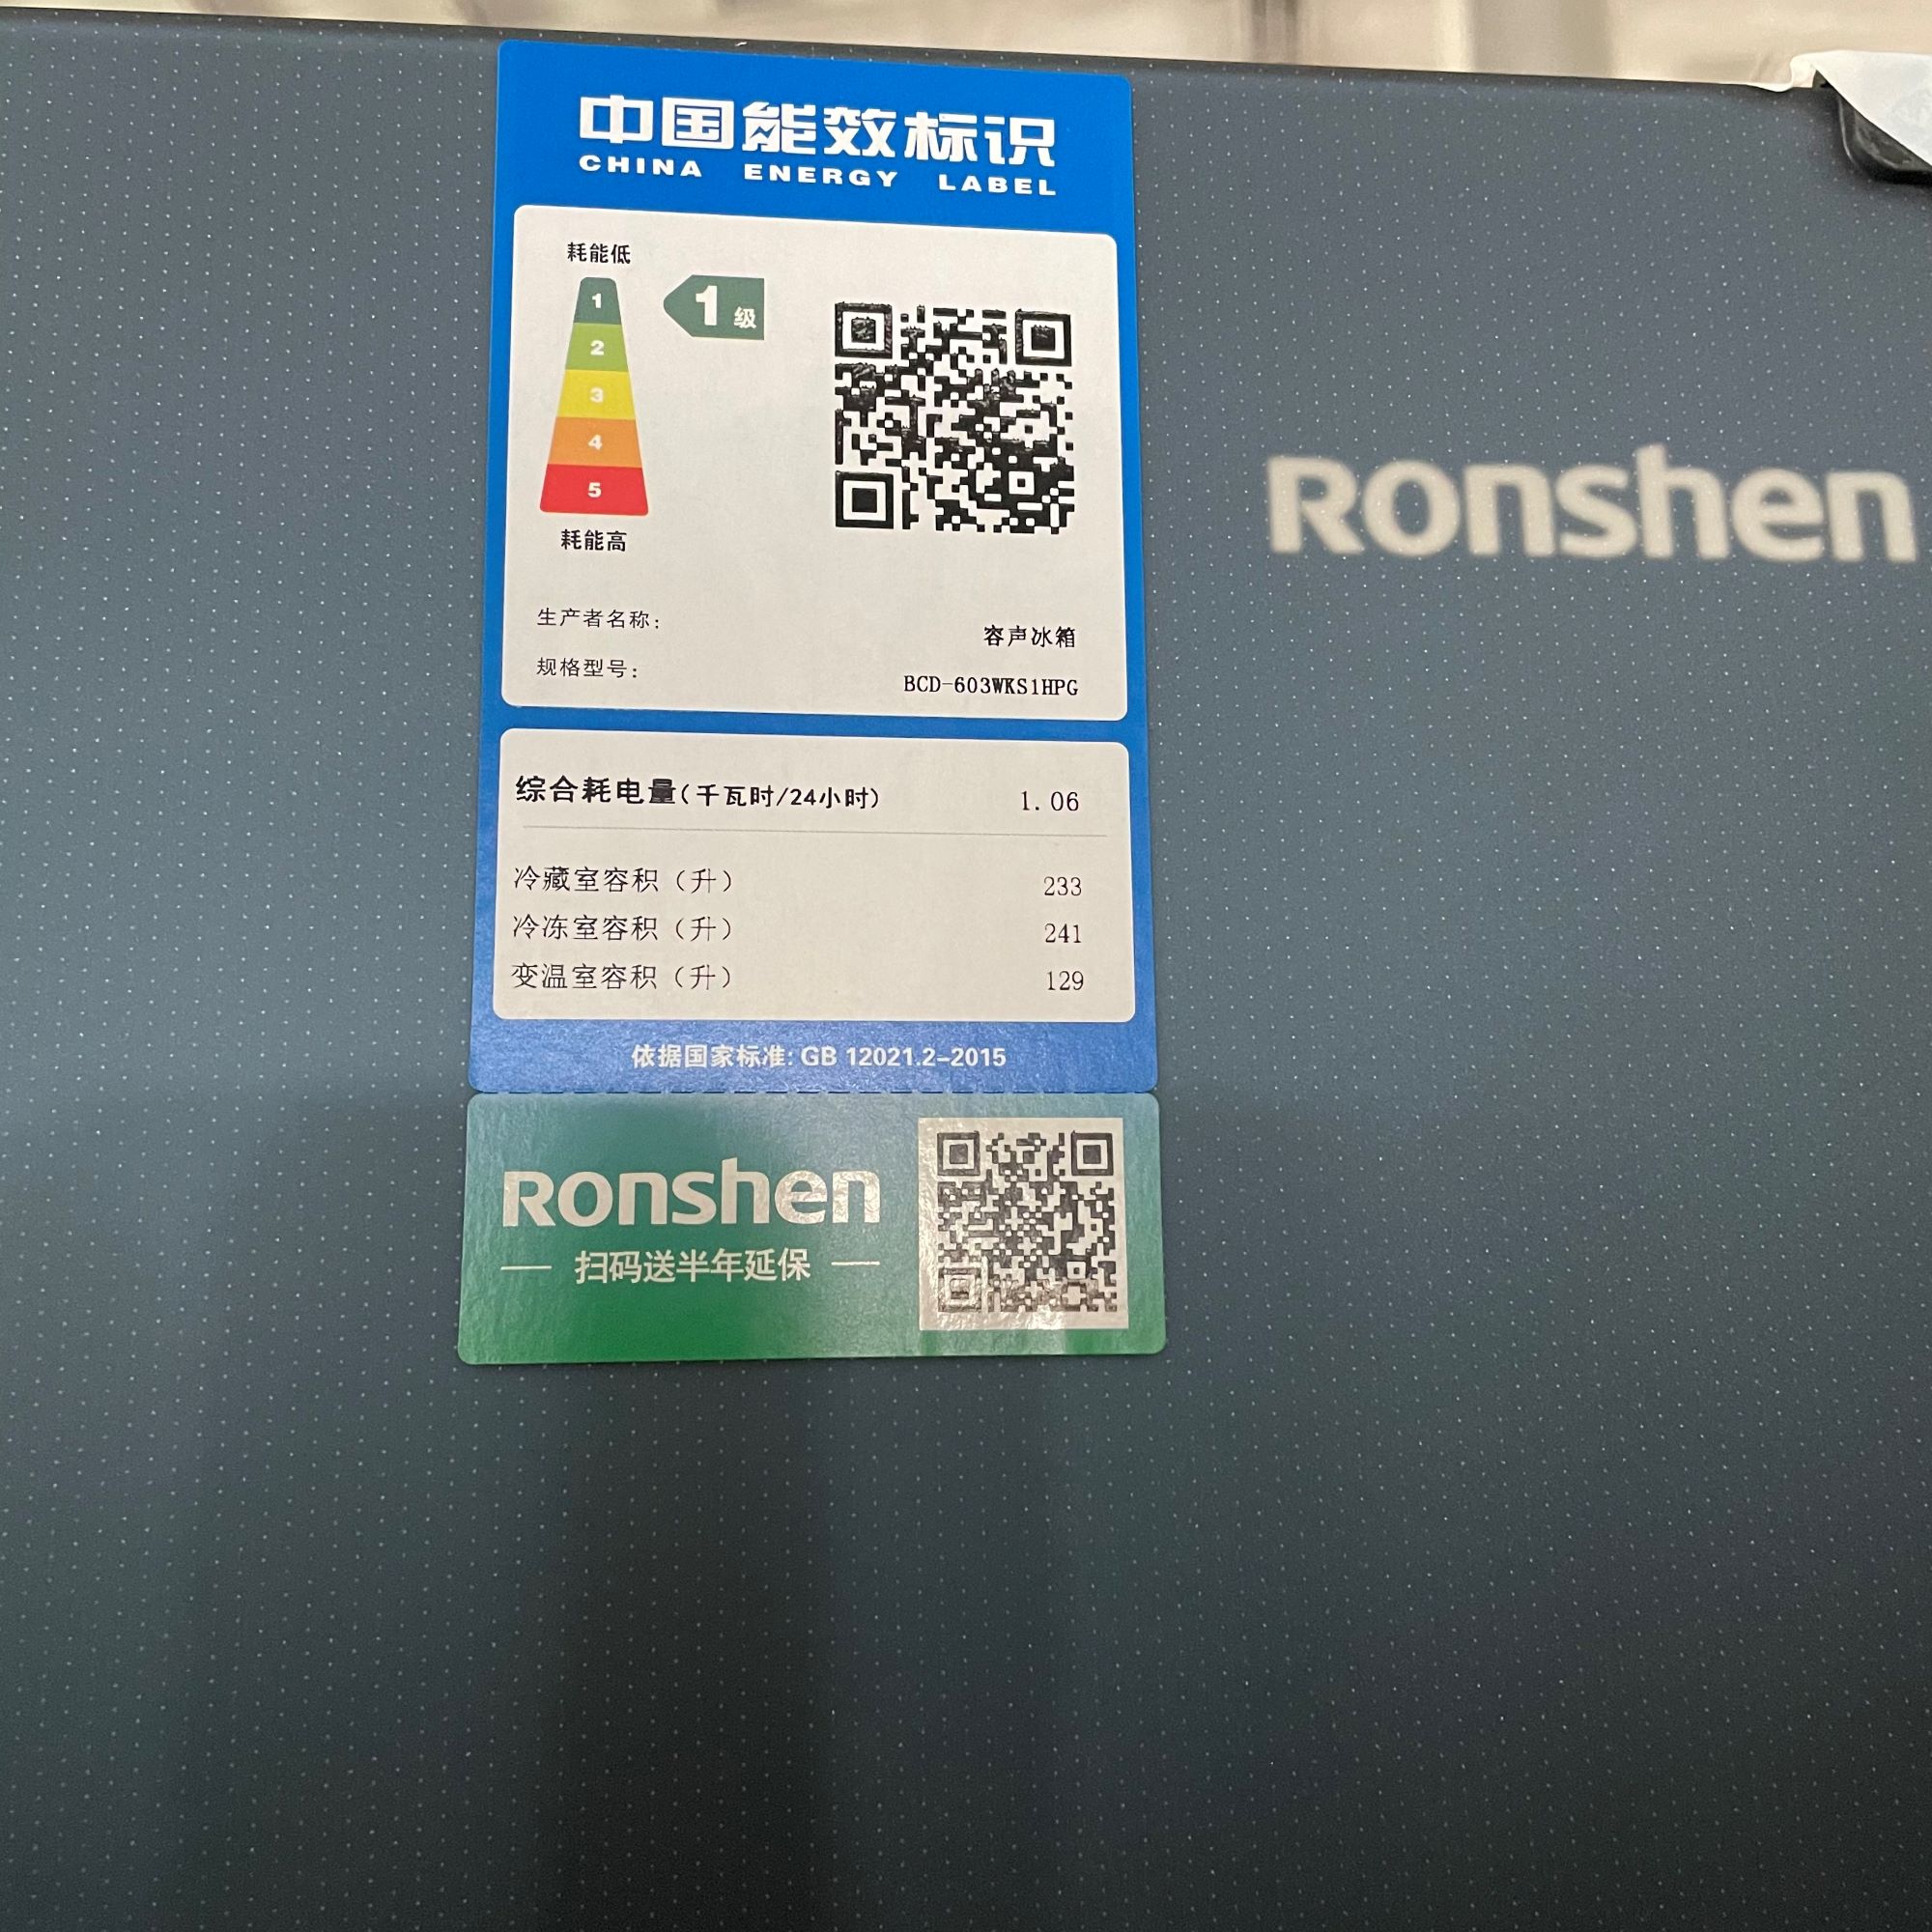 中国能效标识
CHINA ENERGY LABEL
耗能低
1
2
3
4
5
耗能高
1级
生产者名称:
容声冰箱
规格型号:
BCD-603WKS1HPG
综合耗电量(千瓦时/24小时) 1.06
冷藏室容积（升） 233
冷冻室容积（升） 241
变温室容积（升） 129
依据国家标准: GB 12021.2-2015
Ronshen
扫码送半年延保
Ronshen